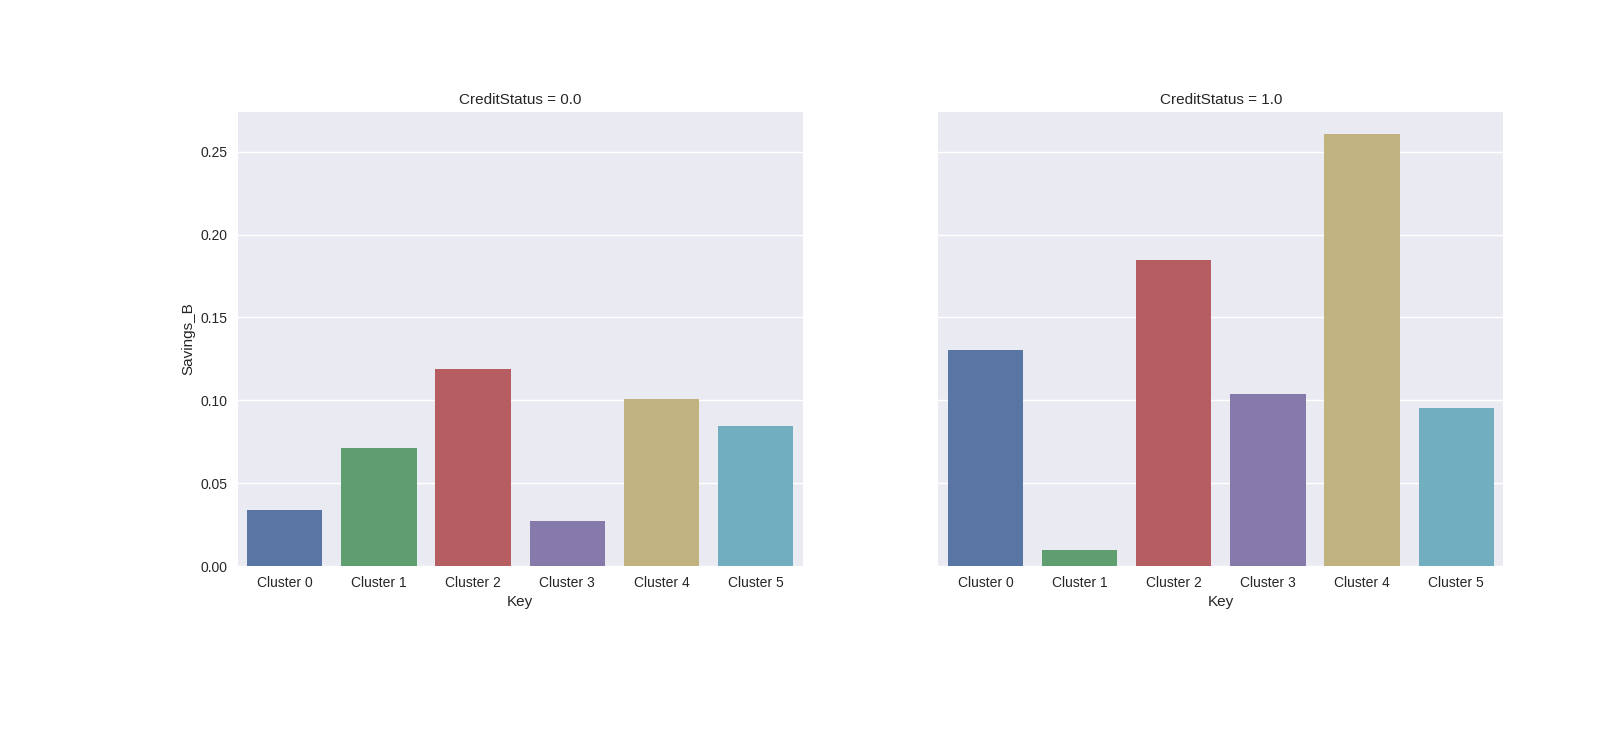 CreditStatus = 0.0
CreditStatus = 1.0
Savings_B
0.25
0.20
0.15
0.10
0.05
0.00
Cluster 0 Cluster 1 Cluster 2 Cluster 3 Cluster 4 Cluster 5
Key
Cluster 0 Cluster 1 Cluster 2 Cluster 3 Cluster 4 Cluster 5
Key